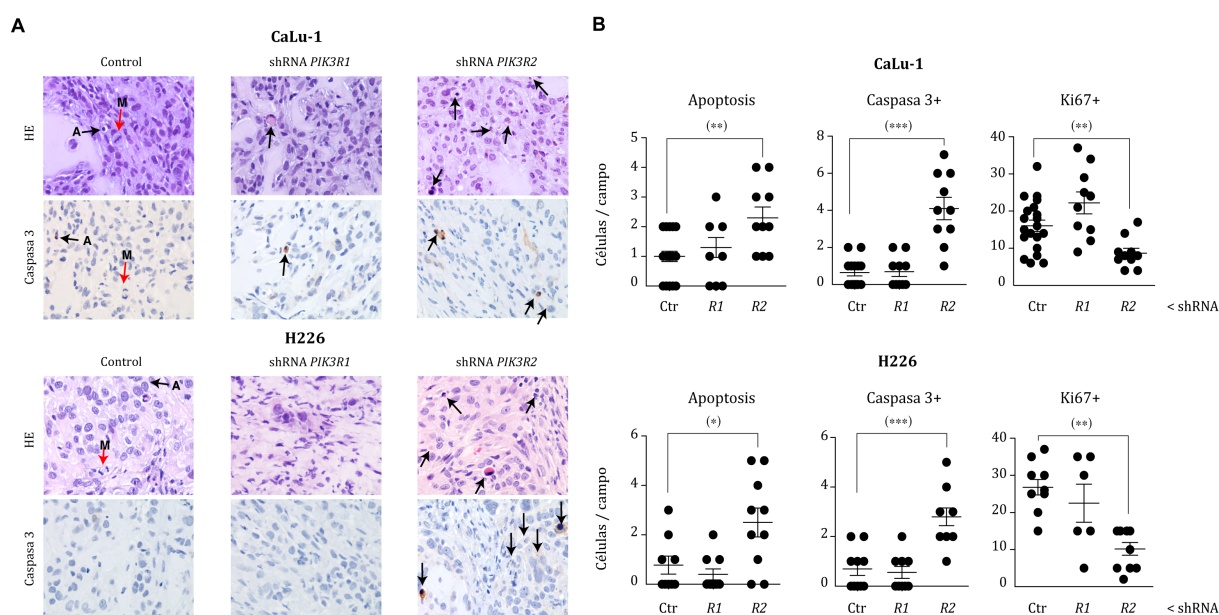 A
CaLu-1
Control shRNA PIK3R1 shRNA PIK3R2
HE
M
A
Caspasa 3
A
M
H226
Control shRNA PIK3R1 shRNA PIK3R2
HE
A
M
Caspasa 3
B
CaLu-1
Apoptosis Caspasa 3+ Ki67+
(**) (***) (**)
Células / campo
5
4
3
2
1
0
8
6
4
2
0
40
30
20
10
0
Ctr R1 R2 Ctr R1 R2 Ctr R1 R2 < shRNA
H226
Apoptosis Caspasa 3+ Ki67+
(*) (***) (**)
Células / campo
6
4
2
0
6
4
2
0
40
30
20
10
0
Ctr R1 R2 Ctr R1 R2 Ctr R1 R2 < shRNA